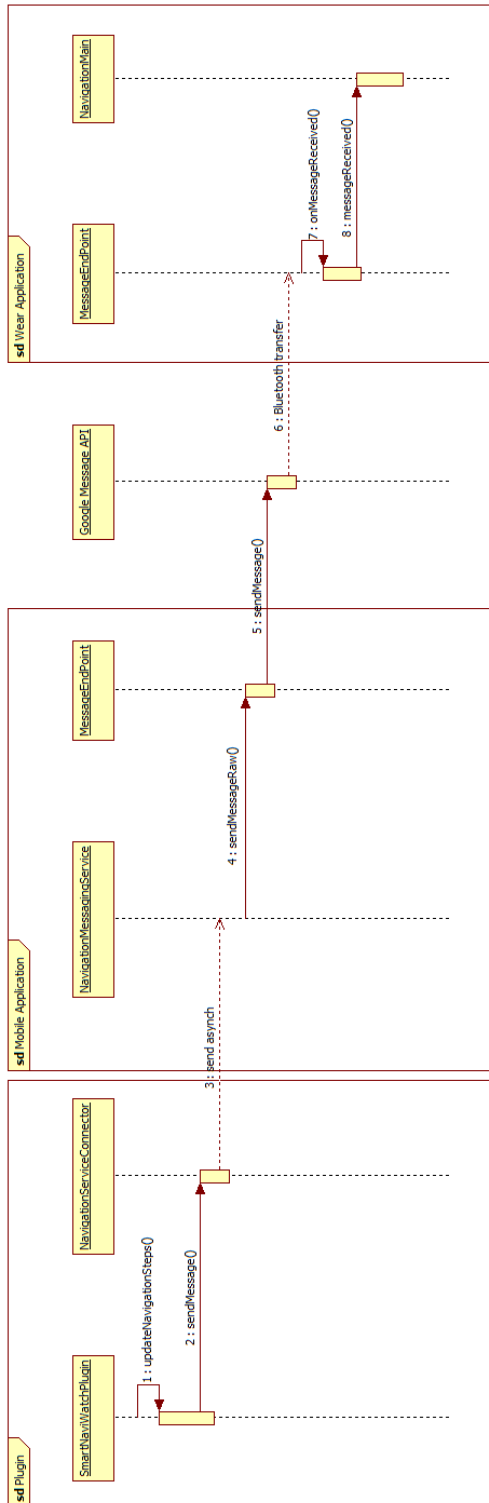 sd Plugin
SmartNaviWatchPlugin
NavigationServiceConnector
1 : updateNavigationSteps()
2 : sendMessage()
3 : send asynch
sd Mobile Application
NavigationMessagingService
MessageEndPoint
4 : sendMessageRaw()
5 : sendMessage()
Google Message API
6 : Bluetooth transfer
sd Wear Application
MessageEndPoint
NavigationMain
7 : onMessageReceived()
8 : messageReceived()